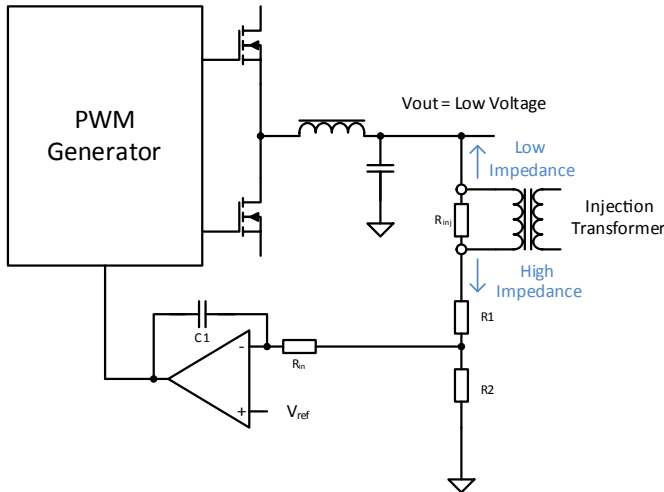 PWM
Generator
Vout = Low Voltage
Low
Impedance
Rinj
Injection
Transformer
High
Impedance
R1
C1
-
Rin
R2
+
Vref